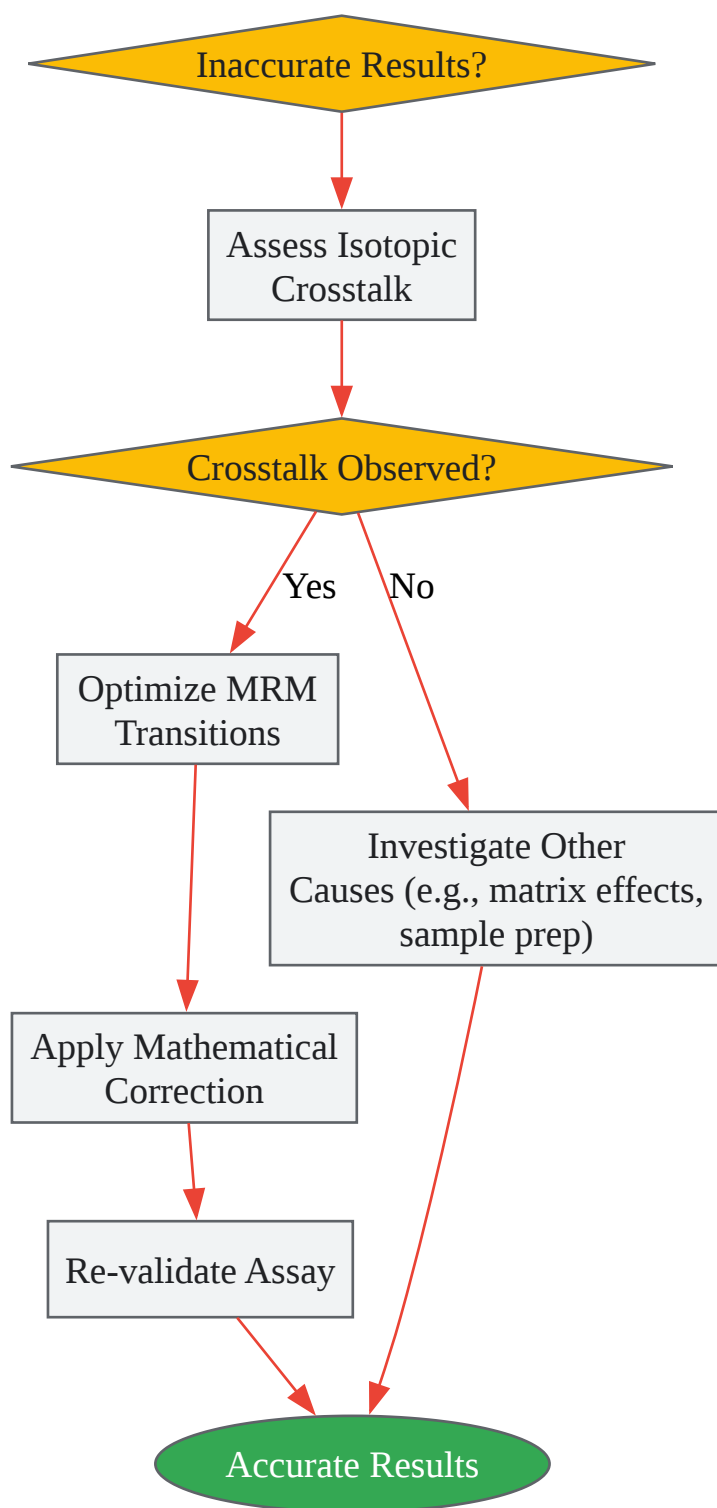 Inaccurate Results?
Assess Isotopic
Crosstalk
Crosstalk Observed?
Yes
No
Optimize MRM
Transitions
Investigate Other
Causes (e.g., matrix effects,
sample prep)
Apply Mathematical
Correction
Re-validate Assay
Accurate Results